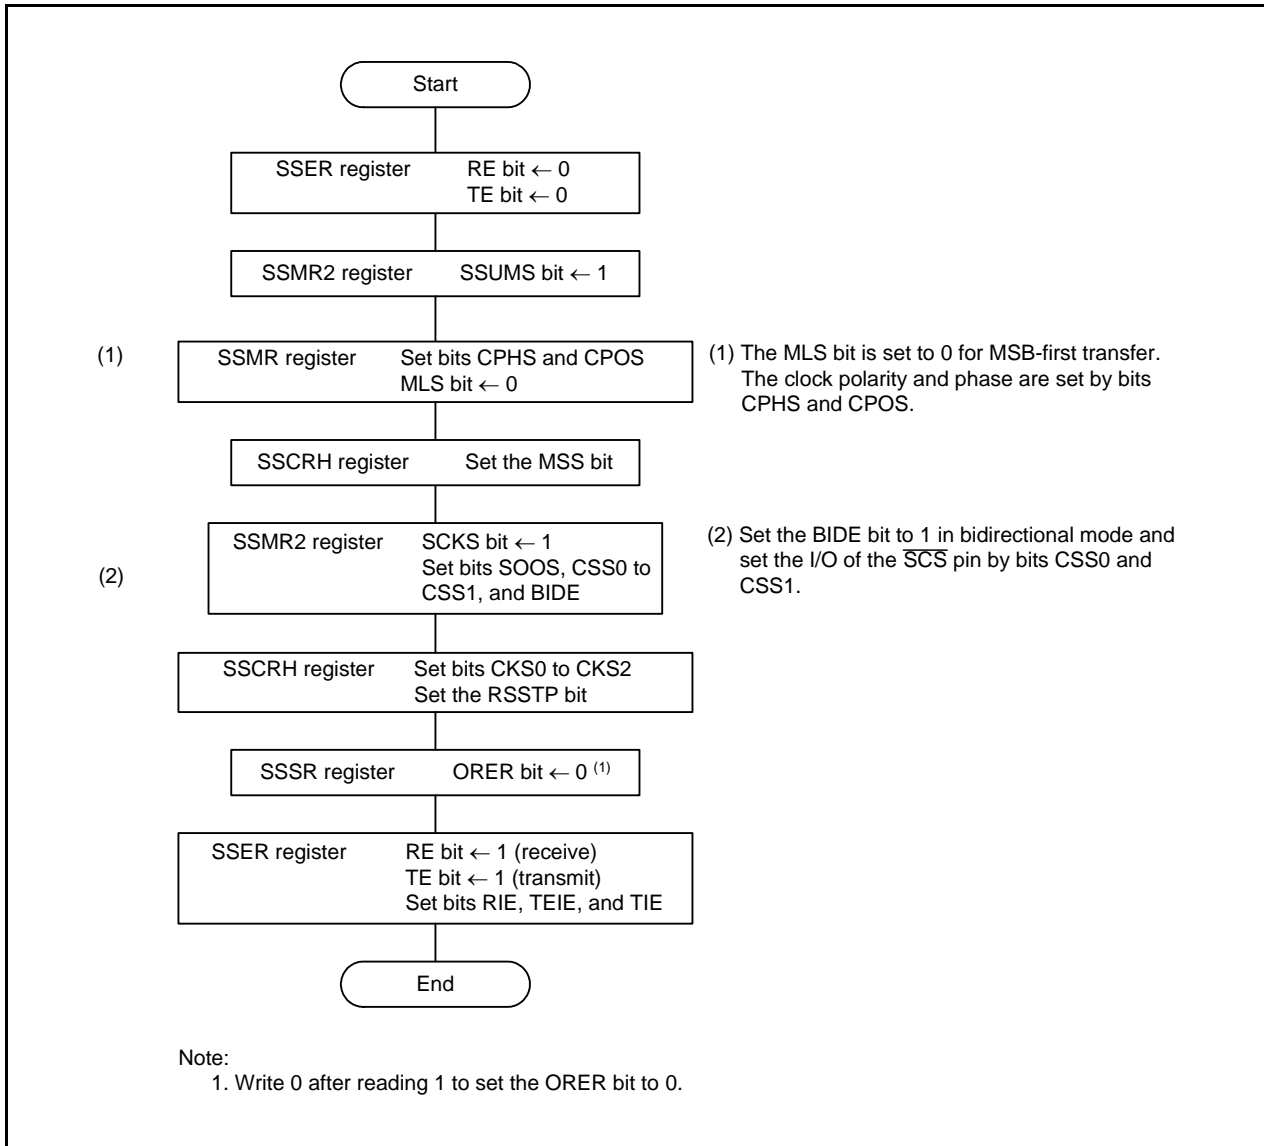 Start
SSER register RE bit ← 0
TE bit ← 0
SSMR2 register SSUMS bit ← 1
(1)
SSMR register Set bits CPHS and CPOS
MLS bit ← 0
(1) The MLS bit is set to 0 for MSB-first transfer.
The clock polarity and phase are set by bits
CPHS and CPOS.
SSCRH register Set the MSS bit
(2)
SSMR2 register SCKS bit ← 1
Set bits SOOS, CSS0 to
CSS1, and BIDE
(2) Set the BIDE bit to 1 in bidirectional mode and
set the I/O of the S̅C̅S̅ pin by bits CSS0 and
CSS1.
SSCRH register Set bits CKS0 to CKS2
Set the RSSTP bit
SSSR register ORER bit ← 0 (1)
SSER register RE bit ← 1 (receive)
TE bit ← 1 (transmit)
Set bits RIE, TEIE, and TIE
End
Note:
1. Write 0 after reading 1 to set the ORER bit to 0.